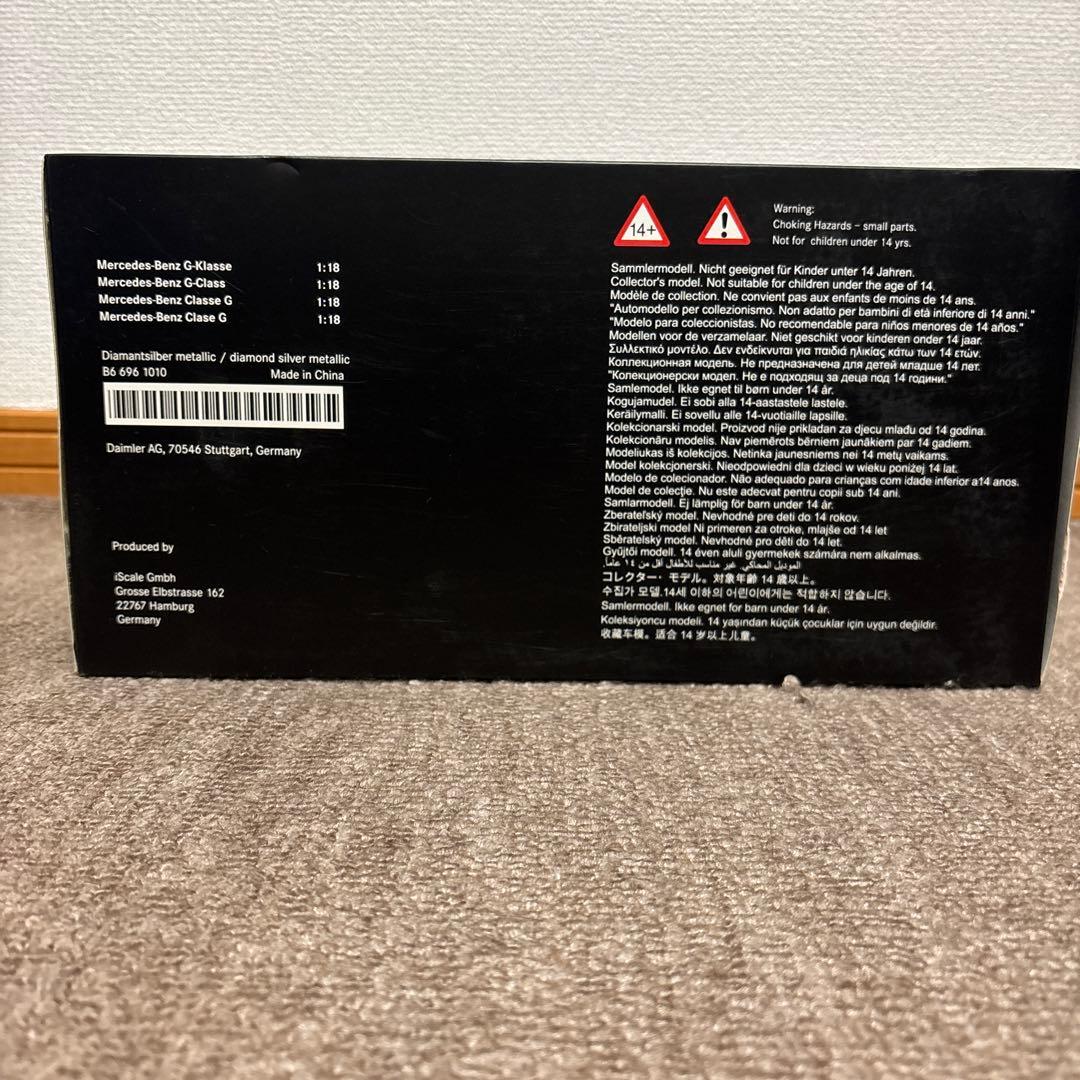 Mercedes-Benz G-Klasse 1:18
Mercedes-Benz G-Class 1:18
Mercedes-Benz Classe G 1:18
Mercedes-Benz Clase G 1:18
Diamantsilber metallic / diamond silver metallic
B6 696 1010 Made in China
Daimler AG, 70546 Stuttgart, Germany
Produced by
iScale Gmbh
Grosse Elbstrasse 162
22767 Hamburg
Germany
14+
!
Warning:
Choking Hazards – small parts.
Not for children under 14 yrs.
Sammlermodell. Nicht geeignet für Kinder unter 14 Jahren.
Collector's model. Not suitable for children under the age of 14.
Modèle de collection. Ne convient pas aux enfants de moins de 14 ans.
"Automodello per collezionismo. Non adatto per bambini di età inferiore di 14 anni."
"Modelo para coleccionistas. No recomendable para niños menores de 14 años."
Modellen voor de verzamelaar. Niet geschikt voor kinderen onder 14 jaar.
Συλλεκτικό μοντέλο. Δεν ενδείκνυται για παιδιά ηλικίας κάτω των 14 ετών.
Коллекционная модель. Не предназначена для детей младше 14 лет.
"Колекционерски модел. Не е подходящ за деца под 14 години."
Samlemodel. Ikke egnet til børn under 14 år.
Kogujamudel. Ei sobi alla 14-aastastele lastele.
Keräilymalli. Ei sovellu alle 14-vuotiaille lapsille.
Kolekcionarski model. Proizvod nije prikladan za djecu mlađu od 14 godina.
Kolekcionāru modelis. Nav piemērots bērniem jaunākiem par 14 gadiem.
Modeliukas iš kolekcijos. Netinka jaunesniems nei 14 metų vaikams.
Model kolekcjonerski. Nieodpowiedni dla dzieci w wieku poniżej 14 lat.
Modelo de colecionador. Não adequado para crianças com idade inferior a14 anos.
Model de colecţie. Nu este adecvat pentru copii sub 14 ani.
Samlarmodell. Ej lämplig för barn under 14 år.
Zberateľský model. Nevhodné pre deti do 14 rokov.
Zbirateljski model Ni primeren za otroke, mlajše od 14 let
Sběratelský model. Nevhodné pro děti do 14 let.
Gyűjtői modell. 14 éven aluli gyermekek számára nem alkalmas.
الموديل المحاكي. غير مناسب للأطفال أقل من ١٤ عاماً.
コレクター・モデル。対象年齢 14 歳以上。
수집가 모델.14세 이하의 어린이에게는 적합하지 않습니다.
Samlermodell. Ikke egnet for barn under 14 år.
Koleksiyoncu modeli. 14 yaşından küçük çocuklar için uygun değildir.
收藏车模。适合 14 岁以上儿童。